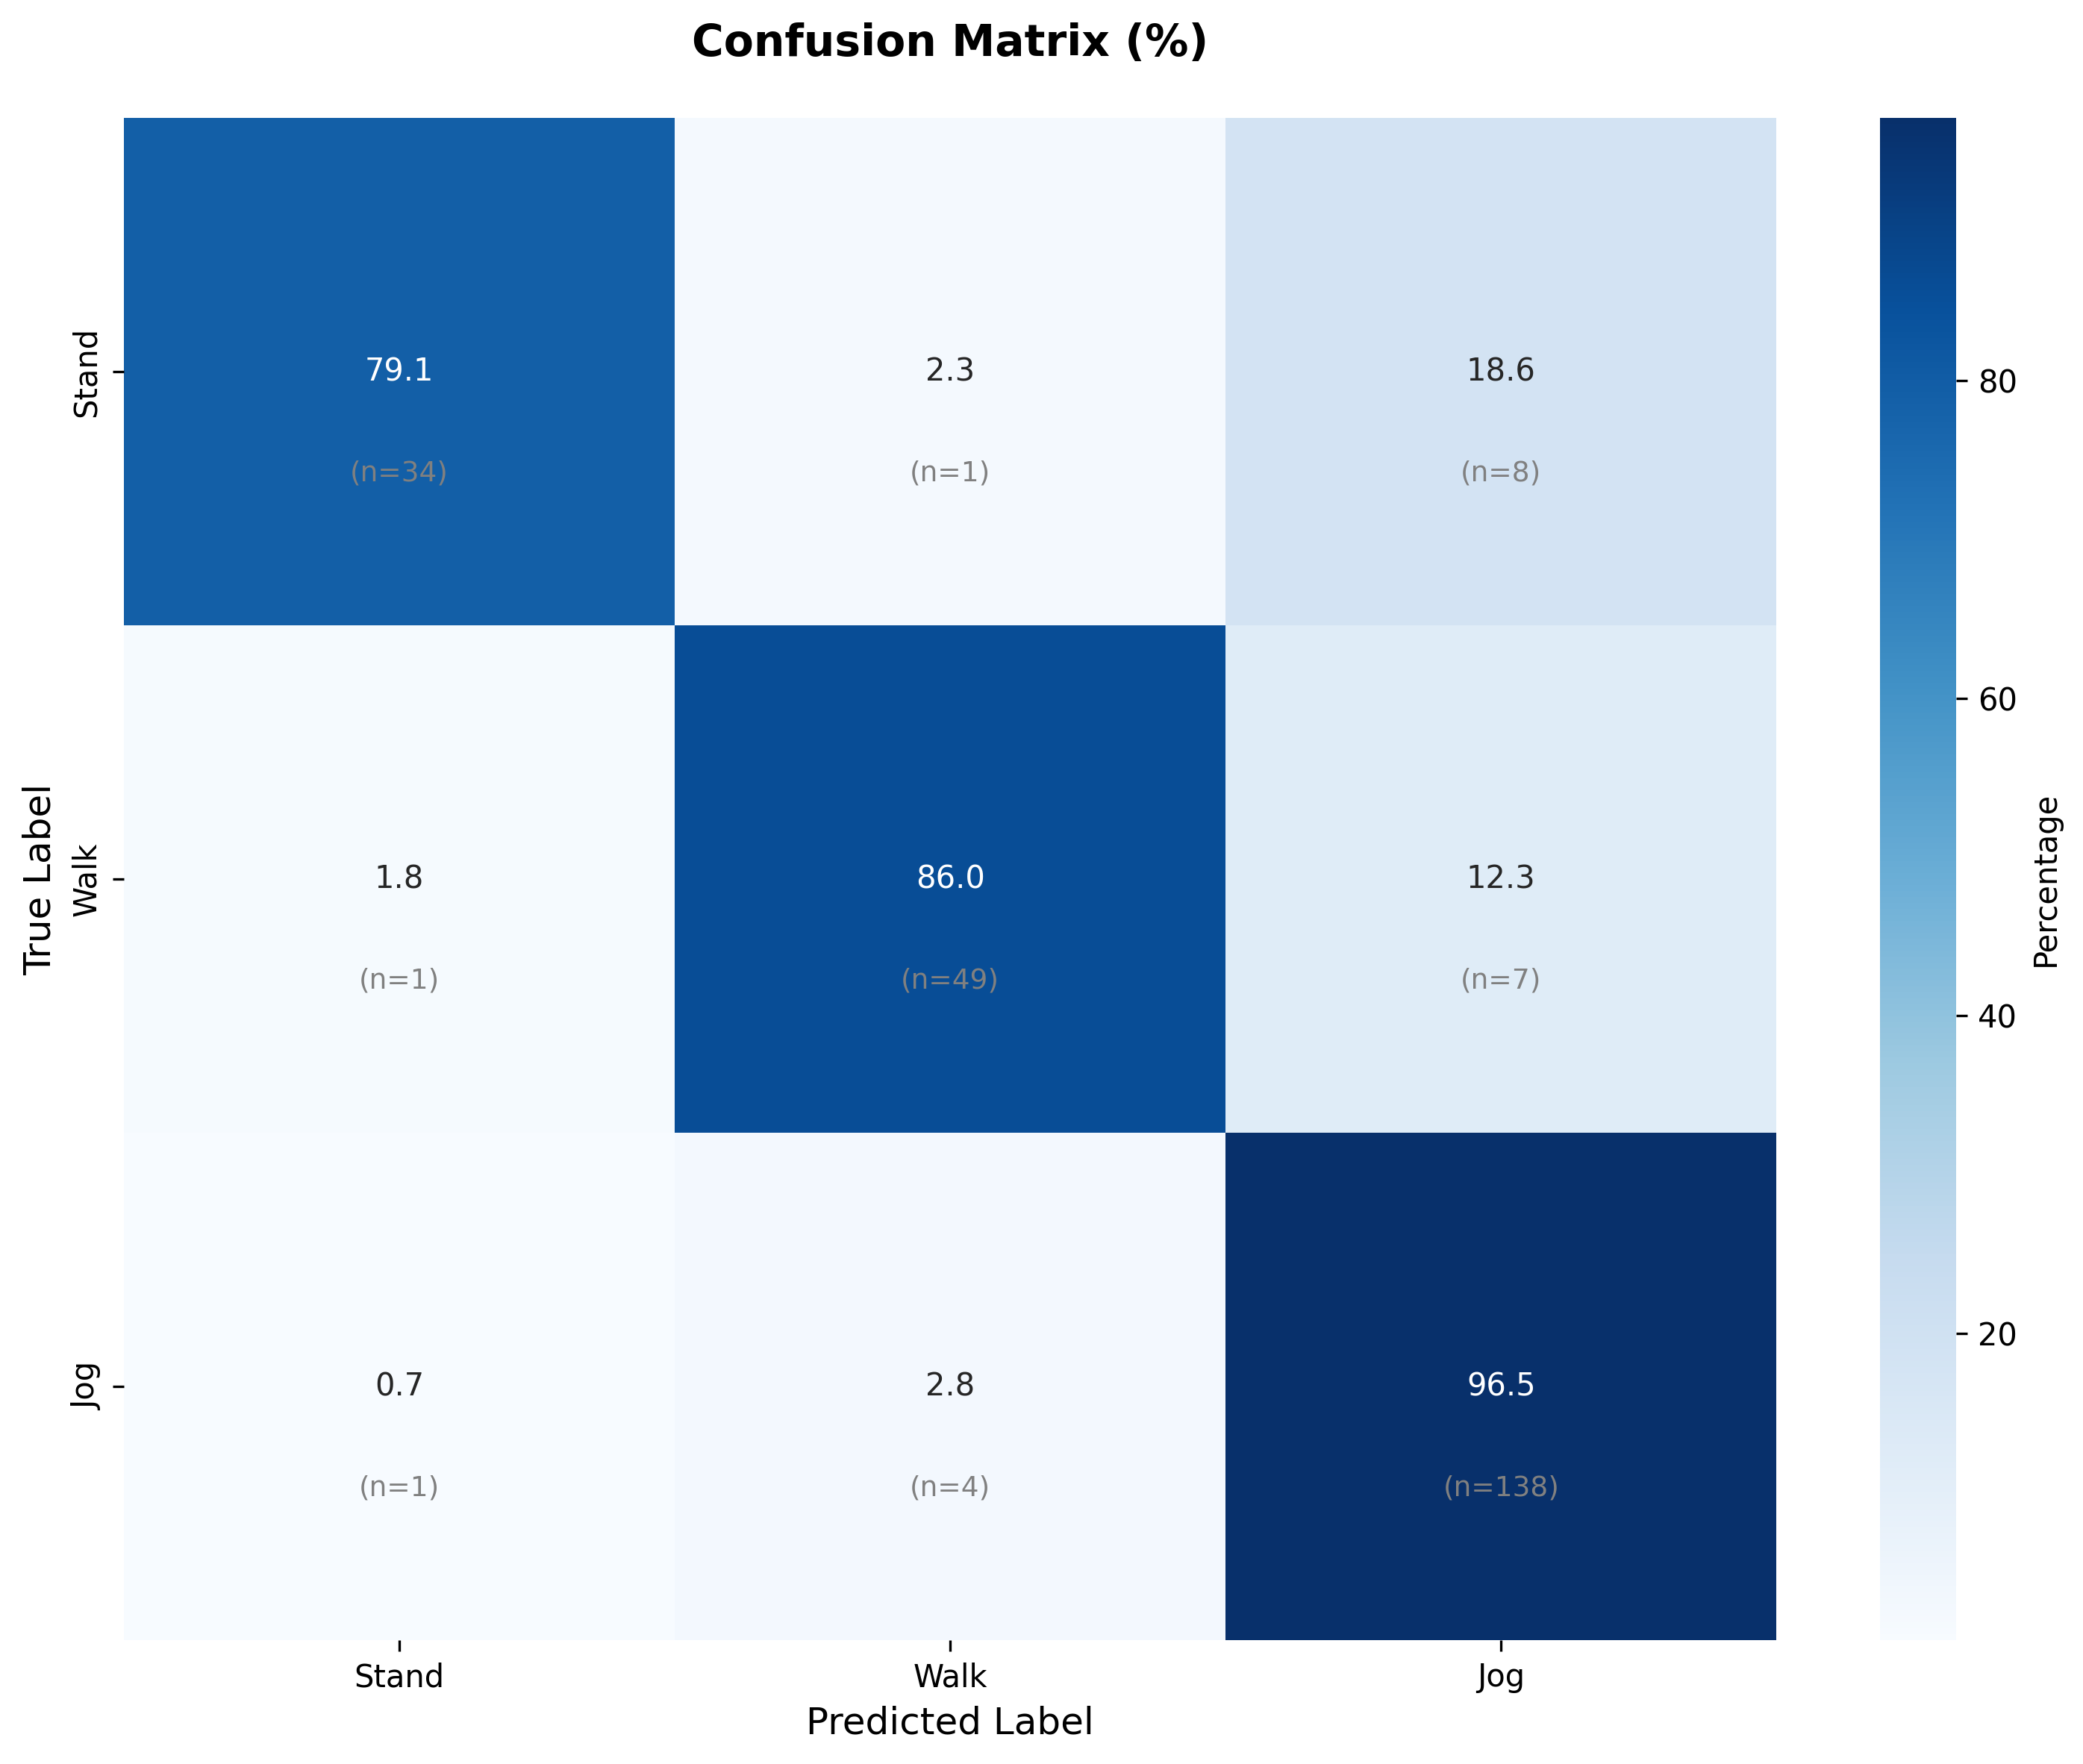 Confusion Matrix (%)
Stand
79.1
2.3
18.6
(n=34)
(n=1)
(n=8)
True Label
Walk
1.8
86.0
12.3
(n=1)
(n=49)
(n=7)
Jog
0.7
2.8
96.5
(n=1)
(n=4)
(n=138)
Stand
Walk
Jog
Predicted Label
80
60
40
20
Percentage